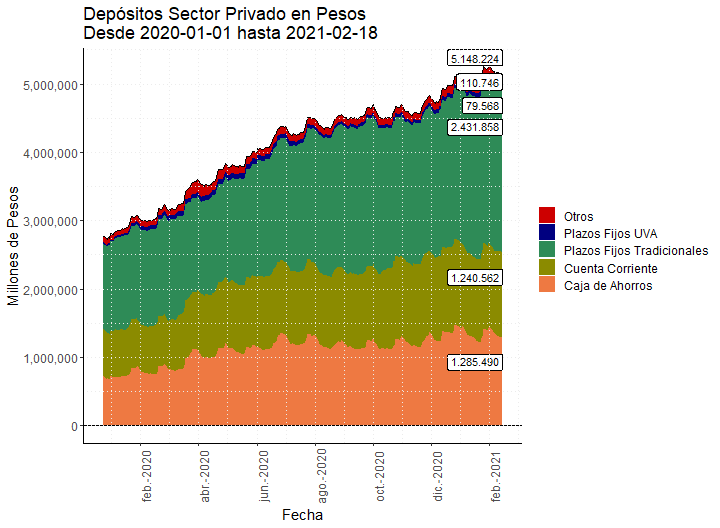 Depósitos Sector Privado en Pesos
Desde 2020-01-01 hasta 2021-02-18
Millones de Pesos
5,000,000
4,000,000
3,000,000
2,000,000
1,000,000
0
5.148.224
110.746
79.568
2.431.858
1.240.562
1.285.490
feb.-2020
abr.-2020
jun.-2020
ago.-2020
oct.-2020
dic.-2020
feb.-2021
Fecha
Otros
Plazos Fijos UVA
Plazos Fijos Tradicionales
Cuenta Corriente
Caja de Ahorros